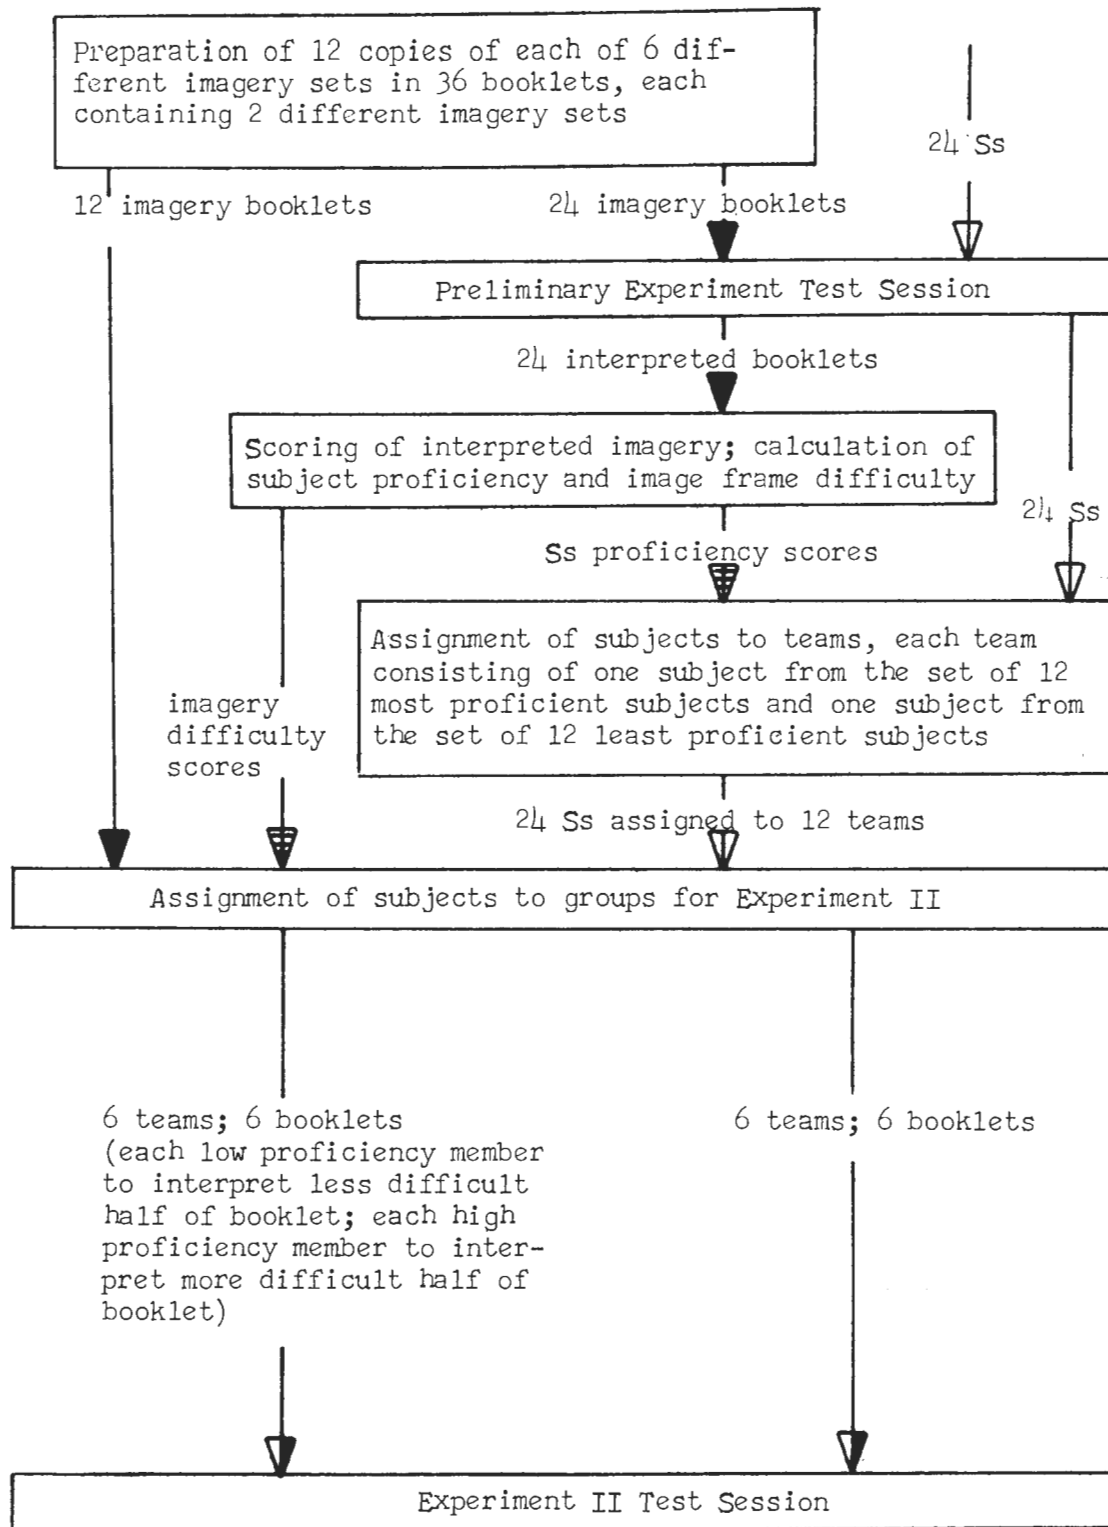 Preparation of 12 copies of each of 6 dif-
ferent imagery sets in 36 booklets, each
containing 2 different imagery sets
24 Ss
12 imagery booklets
24 imagery booklets
Preliminary Experiment Test Session
24 interpreted booklets
Scoring of interpreted imagery; calculation of
subject proficiency and image frame difficulty
24 Ss
Ss proficiency scores
Assignment of subjects to teams, each team
consisting of one subject from the set of 12
most proficient subjects and one subject from
the set of 12 least proficient subjects
imagery
difficulty
scores
24 Ss assigned to 12 teams
Assignment of subjects to groups for Experiment II
6 teams; 6 booklets
(each low proficiency member
to interpret less difficult
half of booklet; each high
proficiency member to inter-
pret more difficult half of
booklet)
6 teams; 6 booklets
Experiment II Test Session